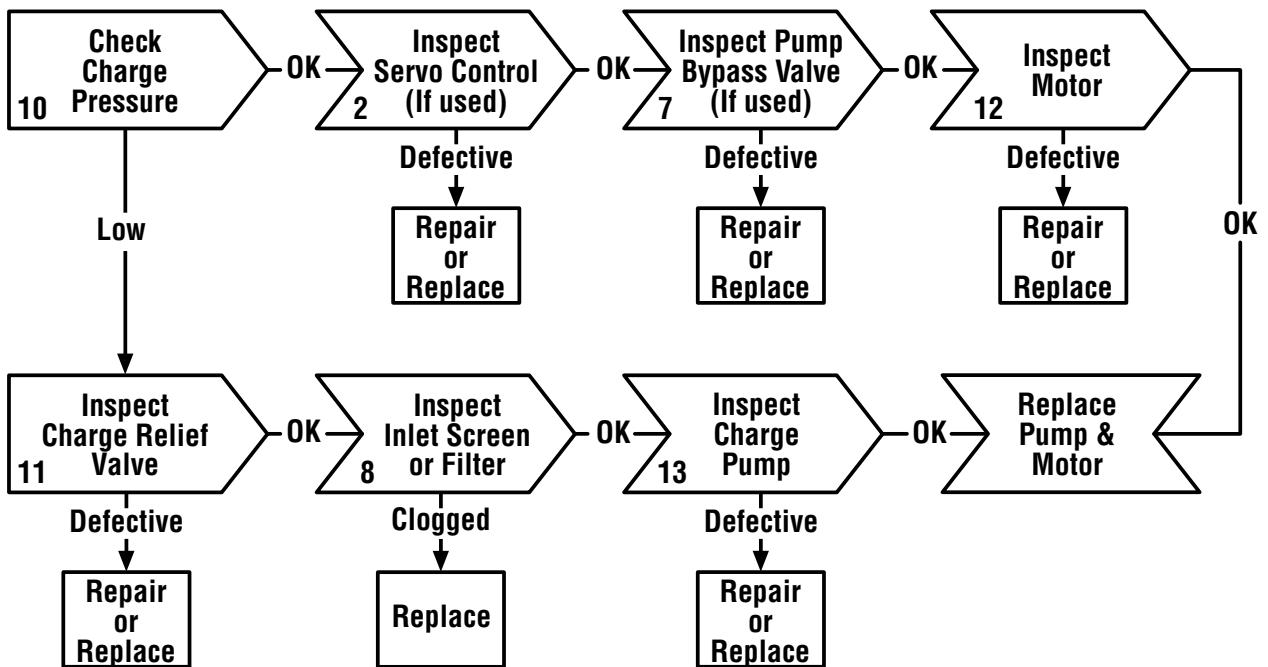 Check
Charge
Pressure
10
OK
Inspect
Servo Control
(If used)
2
OK
Inspect Pump
Bypass Valve
(If used)
7
OK
Inspect
Motor
12
Defective
Repair
or
Replace
Defective
Repair
or
Replace
Defective
Repair
or
Replace
OK
Low
Inspect
Charge Relief
Valve
11
OK
Inspect
Inlet Screen
or Filter
8
OK
Inspect
Charge
Pump
13
OK
Replace
Pump &
Motor
Defective
Repair
or
Replace
Clogged
Replace
Defective
Repair
or
Replace